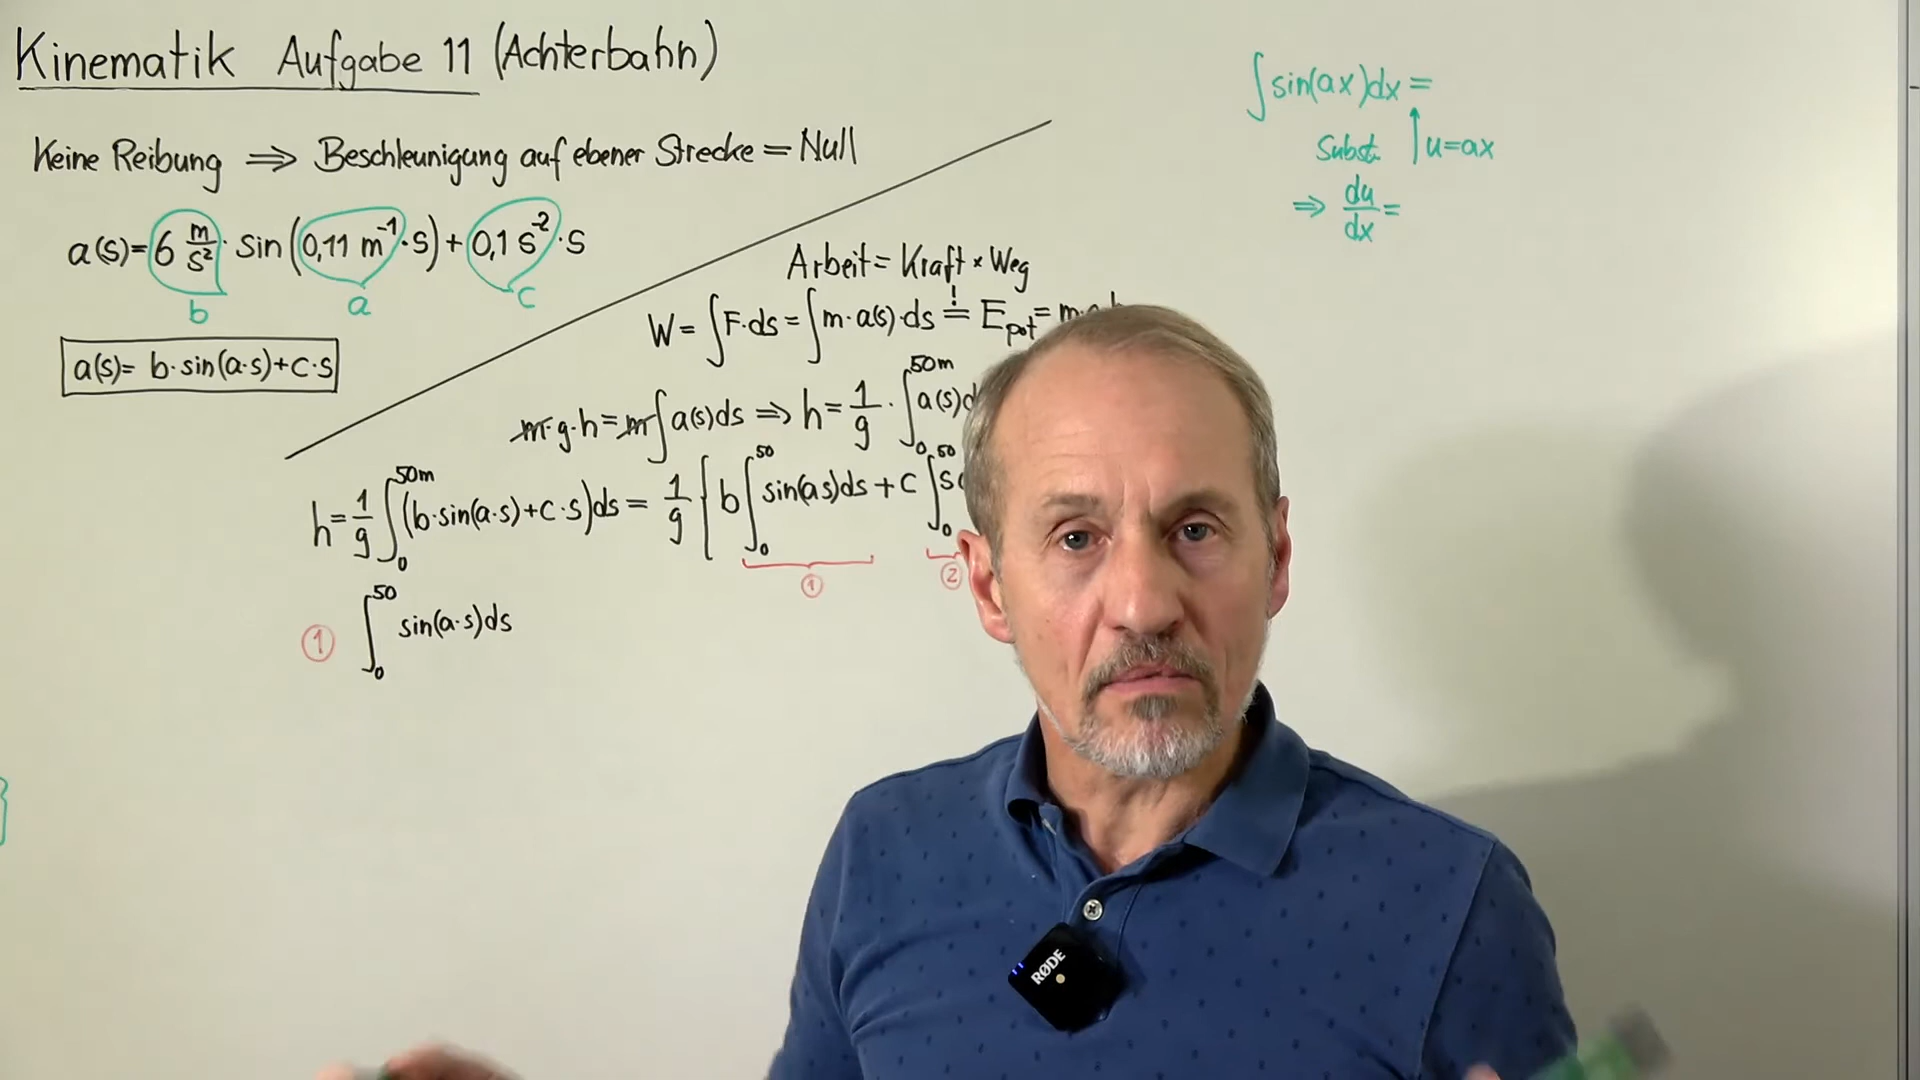 Kinematik Aufgabe 11 (Achterbahn)
Keine Reibung ⇒ Beschleunigung auf ebener Strecke = Null
a(s)= 6 m/s² · sin(0,11 m⁻¹·s) + 0,1 s⁻²·s
b a c
a(s)= b·sin(a·s)+c·s
Arbeit = Kraft × Weg
W = ∫F·ds = ∫m·a(s)·ds =! E_pot = m·
m·g·h = m∫a(s)ds ⇒ h = 1/g · ∫₀^50m a(s)
h = 1/g ∫₀^50m (b·sin(a·s)+c·s)ds = 1/g { b ∫₀^50 sin(as)ds + c ∫₀^50 s
① ②
① ∫₀^50 sin(a·s)ds
∫sin(ax)dx =
Subst. u=ax
⇒ du/dx =
RØDE